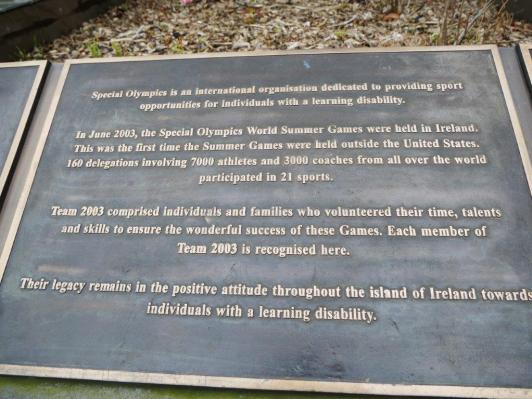 Special Olympics is an international organisation dedicated to providing sport
opportunities for individuals with a learning disability.
In June 2003, the Special Olympics World Summer Games were held in Ireland.
This was the first time the Summer Games were held outside the United States.
160 delegations involving 7000 athletes and 3000 coaches from all over the world
participated in 21 sports.
Team 2003 comprised individuals and families who volunteered their time, talents
and skills to ensure the wonderful success of these Games. Each member of
Team 2003 is recognised here.
Their legacy remains in the positive attitude throughout the island of Ireland towards
individuals with a learning disability.